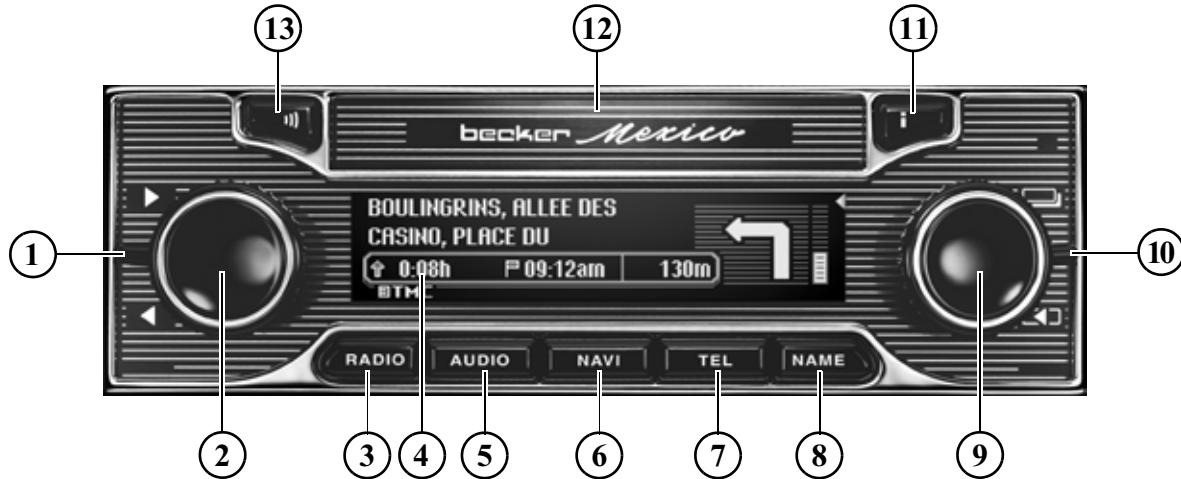 13 12 11
i
becker Mexico
BOULINGRINS, ALLEE DES
CASINO, PLACE DU
0:08h 09:12am 130m
TMC
1
10
RADIO AUDIO NAVI TEL NAME
2 3 4 5 6 7 8 9